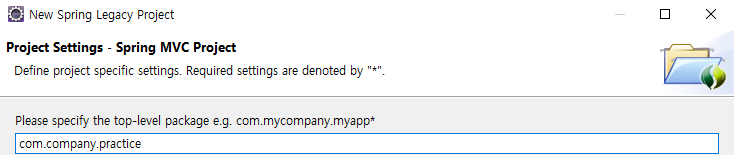 New Spring Legacy Project
Project Settings - Spring MVC Project
Define project specific settings. Required settings are denoted by "*".
Please specify the top-level package e.g. com.mycompany.myapp*
com.company.practice